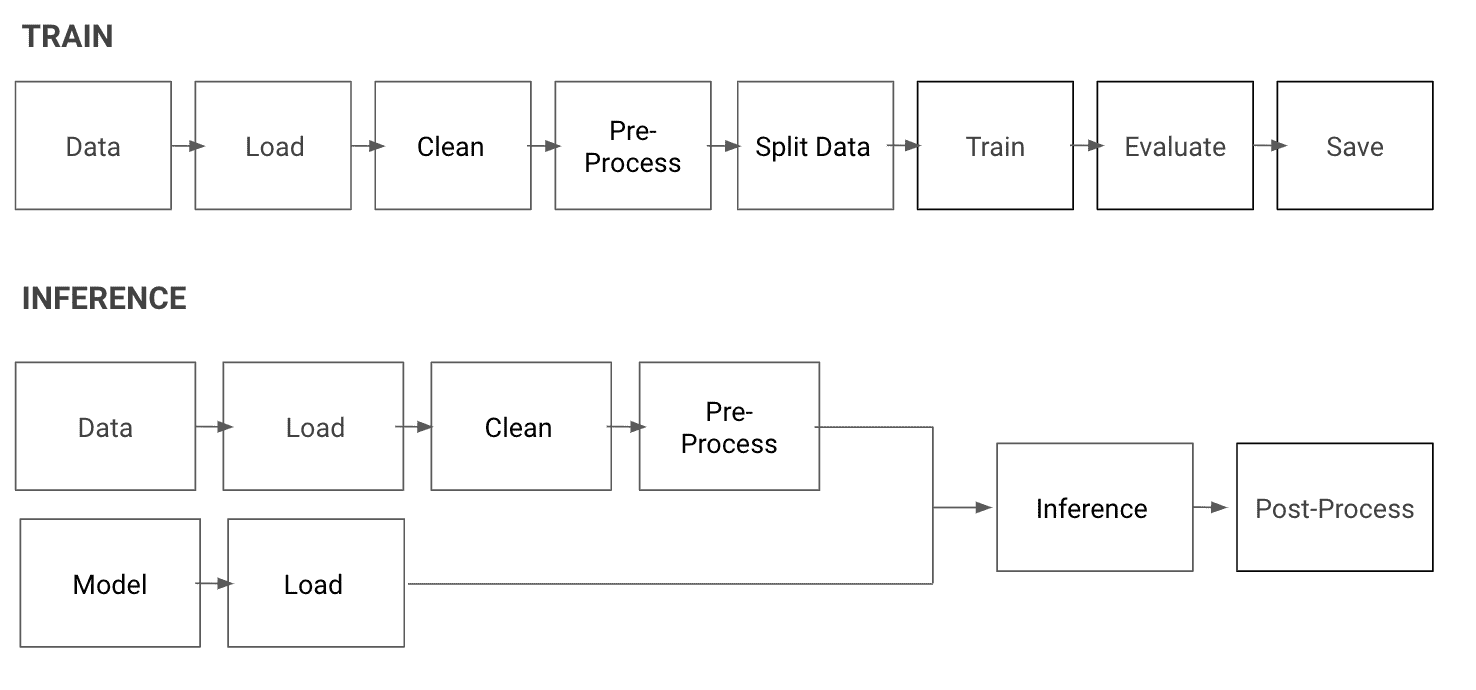 TRAIN
Data
Load
Clean
Pre-
Process
Split Data
Train
Evaluate
Save
INFERENCE
Data
Load
Clean
Pre-
Process
Inference
Post-Process
Model
Load